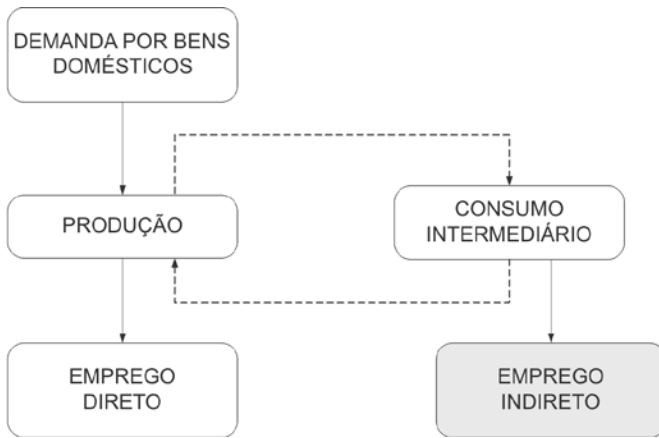 DEMANDA POR BENS
DOMÉSTICOS
PRODUÇÃO
CONSUMO
INTERMEDIÁRIO
EMPREGO
DIRETO
EMPREGO
INDIRETO